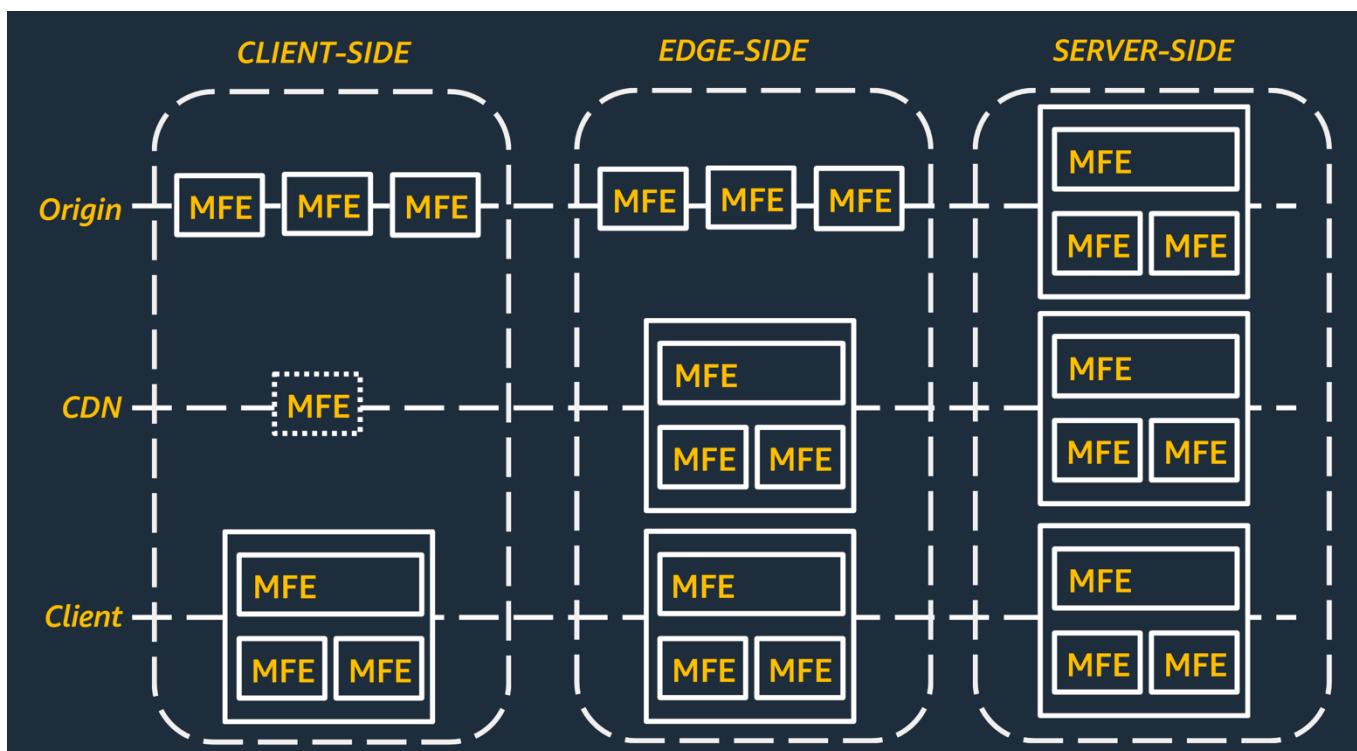 CLIENT-SIDE EDGE-SIDE SERVER-SIDE
MFE
Origin MFE MFE MFE MFE MFE MFE
MFE MFE
MFE
MFE
CDN MFE
MFE MFE MFE MFE
MFE MFE MFE
Client
MFE MFE MFE MFE MFE MFE